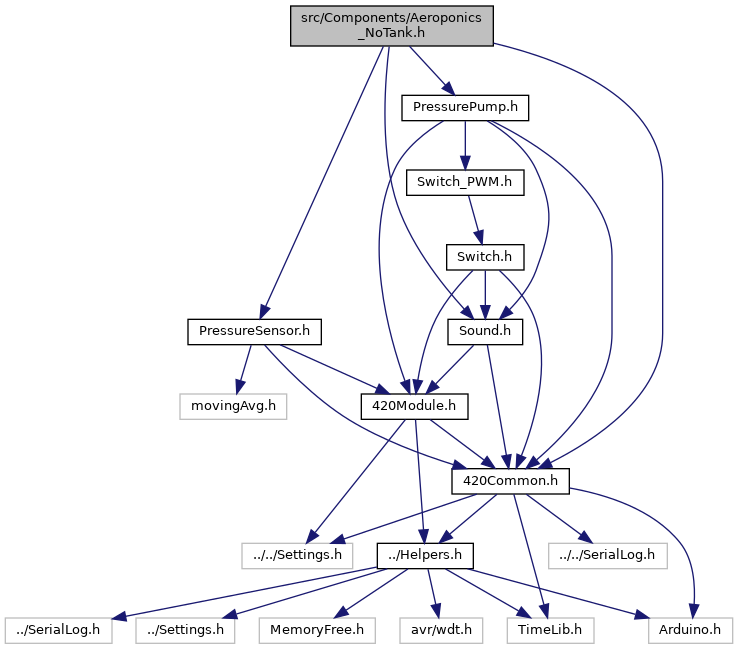 src/Components/Aeroponics
_NoTank.h
PressurePump.h
Switch_PWM.h
Switch.h
PressureSensor.h
Sound.h
movingAvg.h
420Module.h
420Common.h
../../Settings.h
../Helpers.h
../../SerialLog.h
../SerialLog.h
../Settings.h
MemoryFree.h
avr/wdt.h
TimeLib.h
Arduino.h